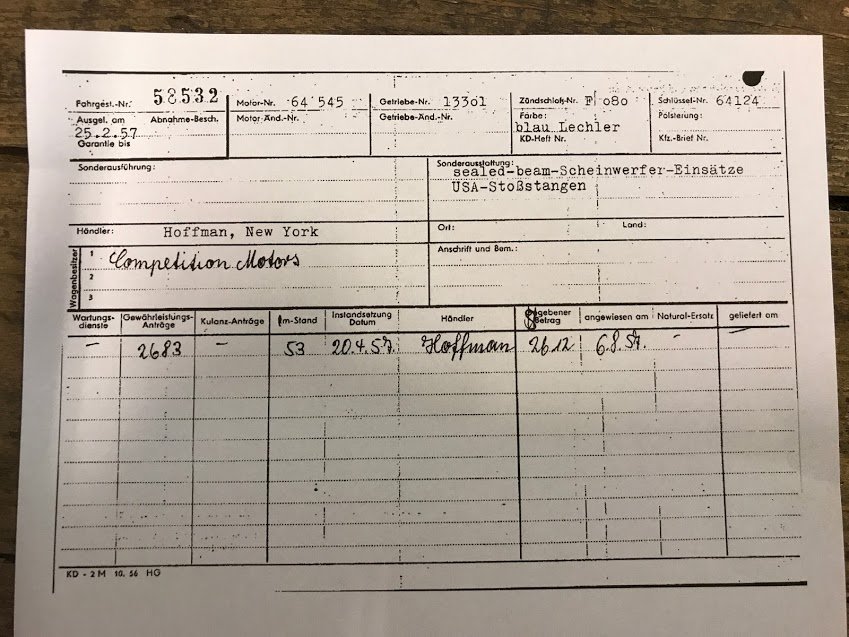 Fahrgest.-Nr. 58532 Motor-Nr. 64 545 Getriebe-Nr. 133o1 Zündschloß-Nr. F o8o Schlüssel-Nr. 64124
Ausgel. am Abnahme-Besch. Motor-Änd.-Nr. Getriebe-Änd.-Nr. Farbe: Polsterung:
25.2.57 blau Lechler
Garantie bis KD-Heft Nr. Kfz.-Brief Nr.
Sonderausführung: Sonderausstattung:
sealed-beam-Scheinwerfer-Einsätze
USA-Stoßstangen
Händler: Hoffman, New York Ort: Land:
Wagenbesitzer
1 Competition Motors Anschrift und Bem.:
2
3
Wartungs-dienste Gewährleistungs-Anträge Kulanz-Anträge m-Stand Instandsetzung Datum Händler gegebener Betrag angewiesen am Natural-Ersatz geliefert am
– 2683 – 53 20.4.57. Hoffman 26.12 6.8.57. – –
KD - 2 M 10. 56 HG